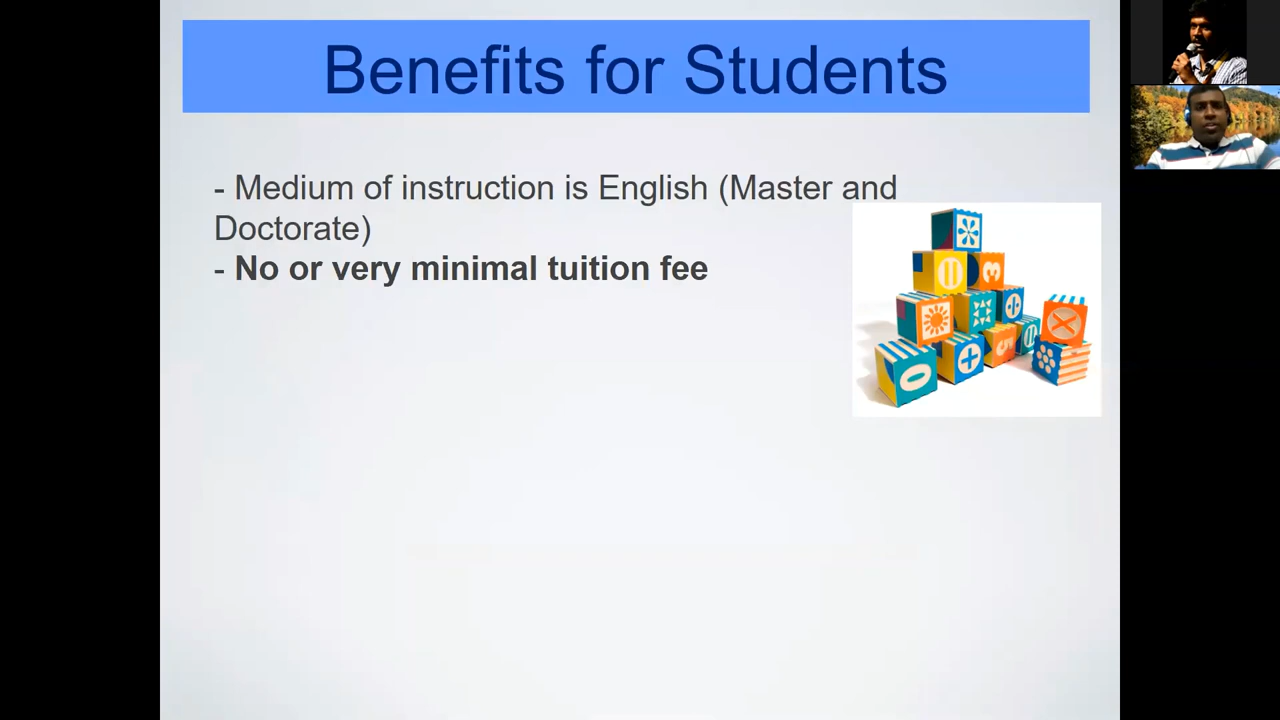 Benefits for Students
- Medium of instruction is English (Master and
Doctorate)
- No or very minimal tuition fee